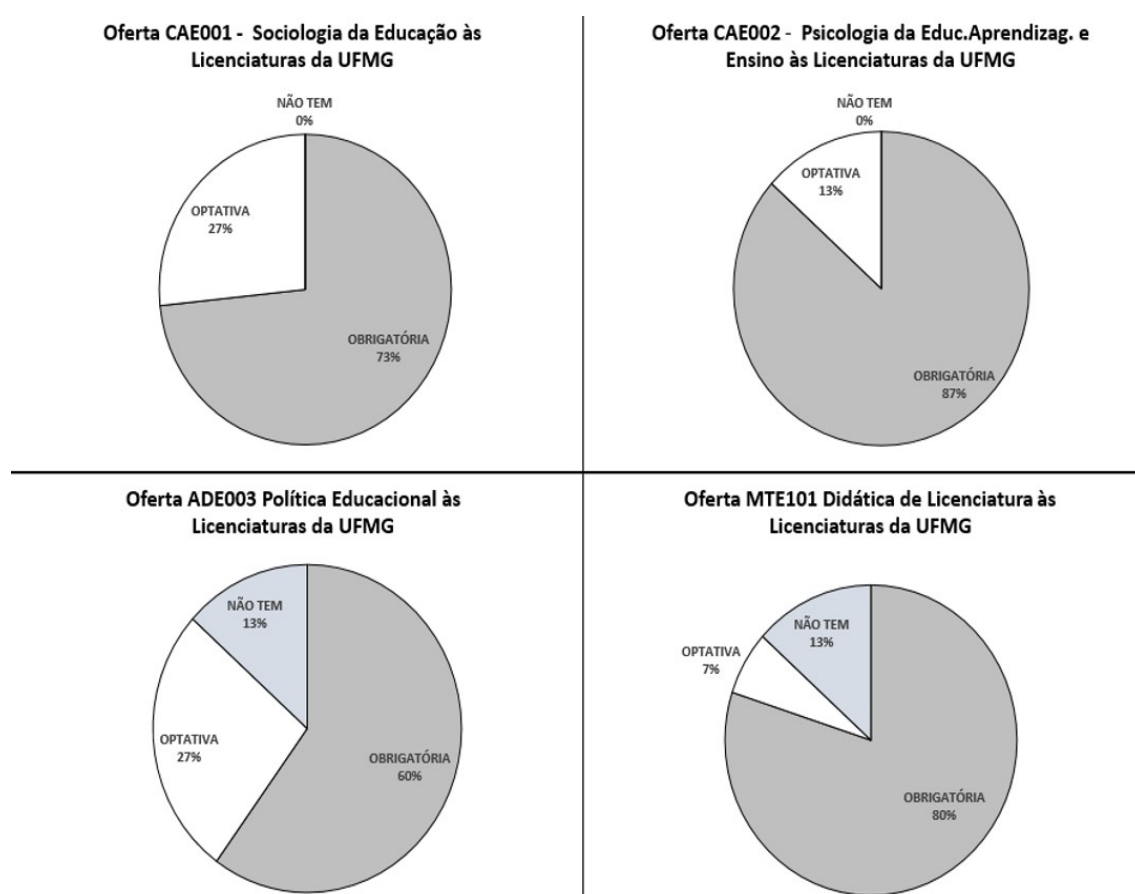 Oferta CAE001 - Sociologia da Educação às
Licenciaturas da UFMG
NÃO TEM
0%
OPTATIVA
27%
OBRIGATÓRIA
73%
Oferta CAE002 - Psicologia da Educ.Aprendizag. e
Ensino às Licenciaturas da UFMG
NÃO TEM
0%
OPTATIVA
13%
OBRIGATÓRIA
87%
Oferta ADE003 Política Educacional às
Licenciaturas da UFMG
NÃO TEM
13%
OPTATIVA
27%
OBRIGATÓRIA
60%
Oferta MTE101 Didática de Licenciatura às
Licenciaturas da UFMG
NÃO TEM
13%
OPTATIVA
7%
OBRIGATÓRIA
80%